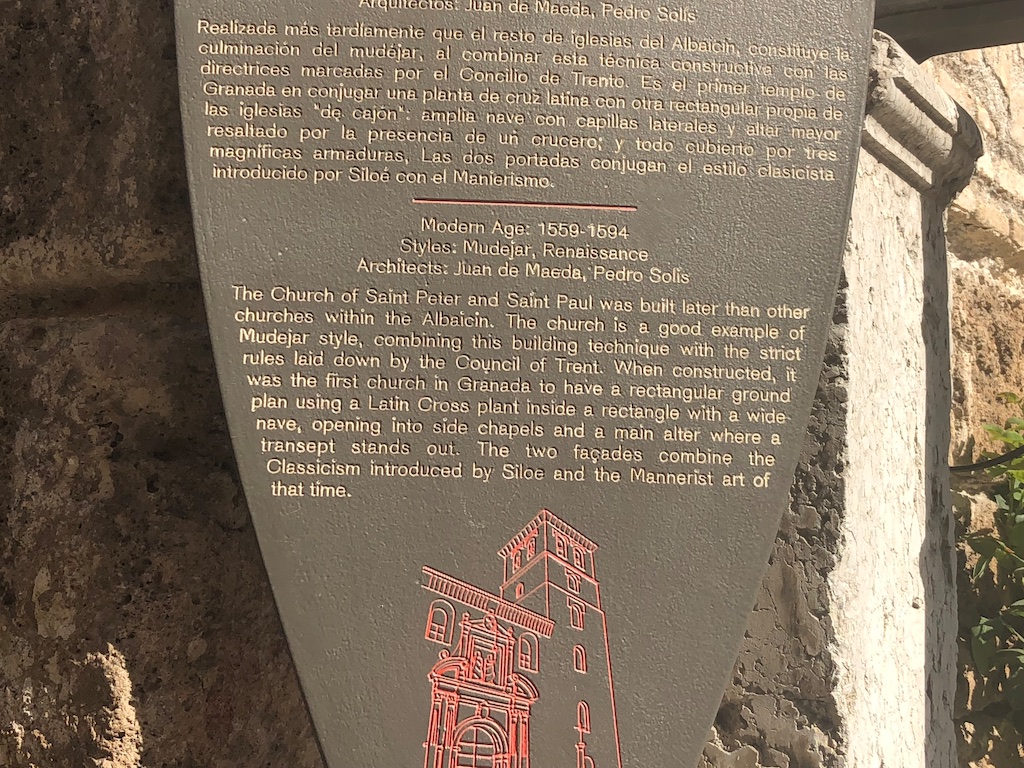 Arquitectos: Juan de Maeda, Pedro Solís
Realizada más tardíamente que el resto de iglesias del Albaicín, constituye la
culminación del mudéjar, al combinar esta técnica constructiva con las
directrices marcadas por el Concilio de Trento. Es el primer templo de
Granada en conjugar una planta de cruz latina con otra rectangular propia de
las iglesias "de cajón": amplia nave con capillas laterales y altar mayor
resaltado por la presencia de un crucero; y todo cubierto por tres
magníficas armaduras. Las dos portadas conjugan el estilo clasicista
introducido por Siloé con el Manierismo.
Modern Age: 1559-1594
Styles: Mudejar, Renaissance
Architects: Juan de Maeda, Pedro Solís
The Church of Saint Peter and Saint Paul was built later than other
churches within the Albaicín. The church is a good example of
Mudejar style, combining this building technique with the strict
rules laid down by the Council of Trent. When constructed, it
was the first church in Granada to have a rectangular ground
plan using a Latin Cross plant inside a rectangle with a wide
nave, opening into side chapels and a main alter where a
transept stands out. The two façades combine the
Classicism introduced by Siloe and the Mannerist art of
that time.